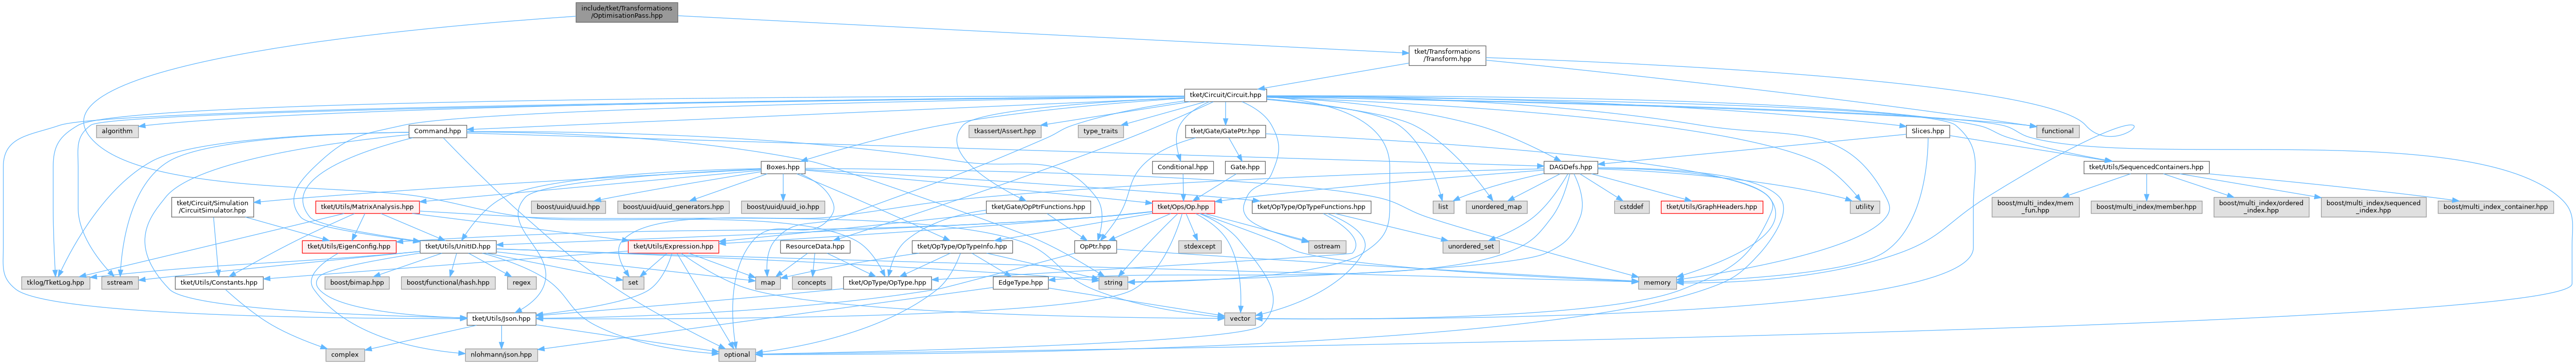 include/tket/Transformations
/OptimisationPass.hpp
tket/Transformations
/Transform.hpp
tket/Circuit/Circuit.hpp
algorithm
Command.hpp
tkassert/Assert.hpp
type_traits
tket/Gate/GatePtr.hpp
Slices.hpp
functional
Boxes.hpp
Conditional.hpp
Gate.hpp
DAGDefs.hpp
tket/Utils/SequencedContainers.hpp
tket/Circuit/Simulation
/CircuitSimulator.hpp
tket/Utils/MatrixAnalysis.hpp
boost/uuid/uuid.hpp
boost/uuid/uuid_generators.hpp
boost/uuid/uuid_io.hpp
tket/Gate/OpPtrFunctions.hpp
tket/Ops/Op.hpp
tket/OpType/OpTypeFunctions.hpp
list
unordered_map
cstddef
tket/Utils/GraphHeaders.hpp
utility
boost/multi_index/mem
_fun.hpp
boost/multi_index/member.hpp
boost/multi_index/ordered
_index.hpp
boost/multi_index/sequenced
_index.hpp
boost/multi_index_container.hpp
tket/Utils/EigenConfig.hpp
tket/Utils/UnitID.hpp
tket/Utils/Expression.hpp
ResourceData.hpp
tket/OpType/OpTypeInfo.hpp
OpPtr.hpp
stdexcept
ostream
unordered_set
tklog/TketLog.hpp
sstream
tket/Utils/Constants.hpp
boost/bimap.hpp
boost/functional/hash.hpp
regex
set
map
concepts
tket/OpType/OpType.hpp
EdgeType.hpp
string
memory
tket/Utils/Json.hpp
vector
complex
nlohmann/json.hpp
optional